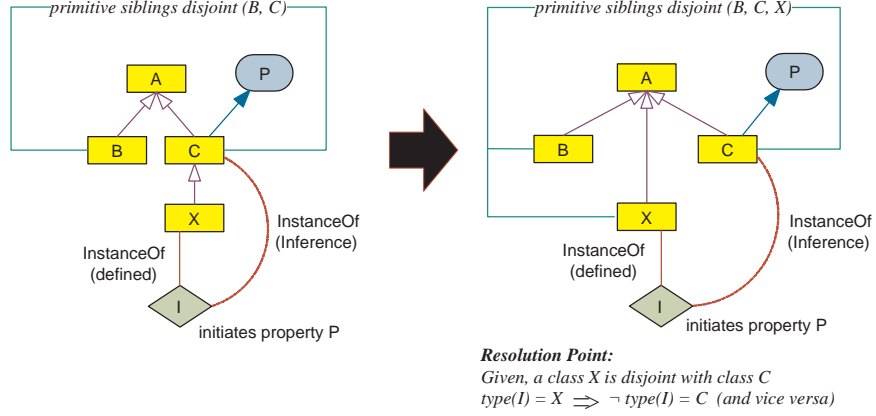 primitive siblings disjoint (B, C)
A
P
B
C
X
InstanceOf
(Inference)
InstanceOf
(defined)
I
initiates property P
primitive siblings disjoint (B, C, X)
A
P
B
C
X
InstanceOf
(Inference)
InstanceOf
(defined)
I
initiates property P
Resolution Point:
Given, a class X is disjoint with class C
type(I) = X ⇒ ¬ type(I) = C (and vice versa)